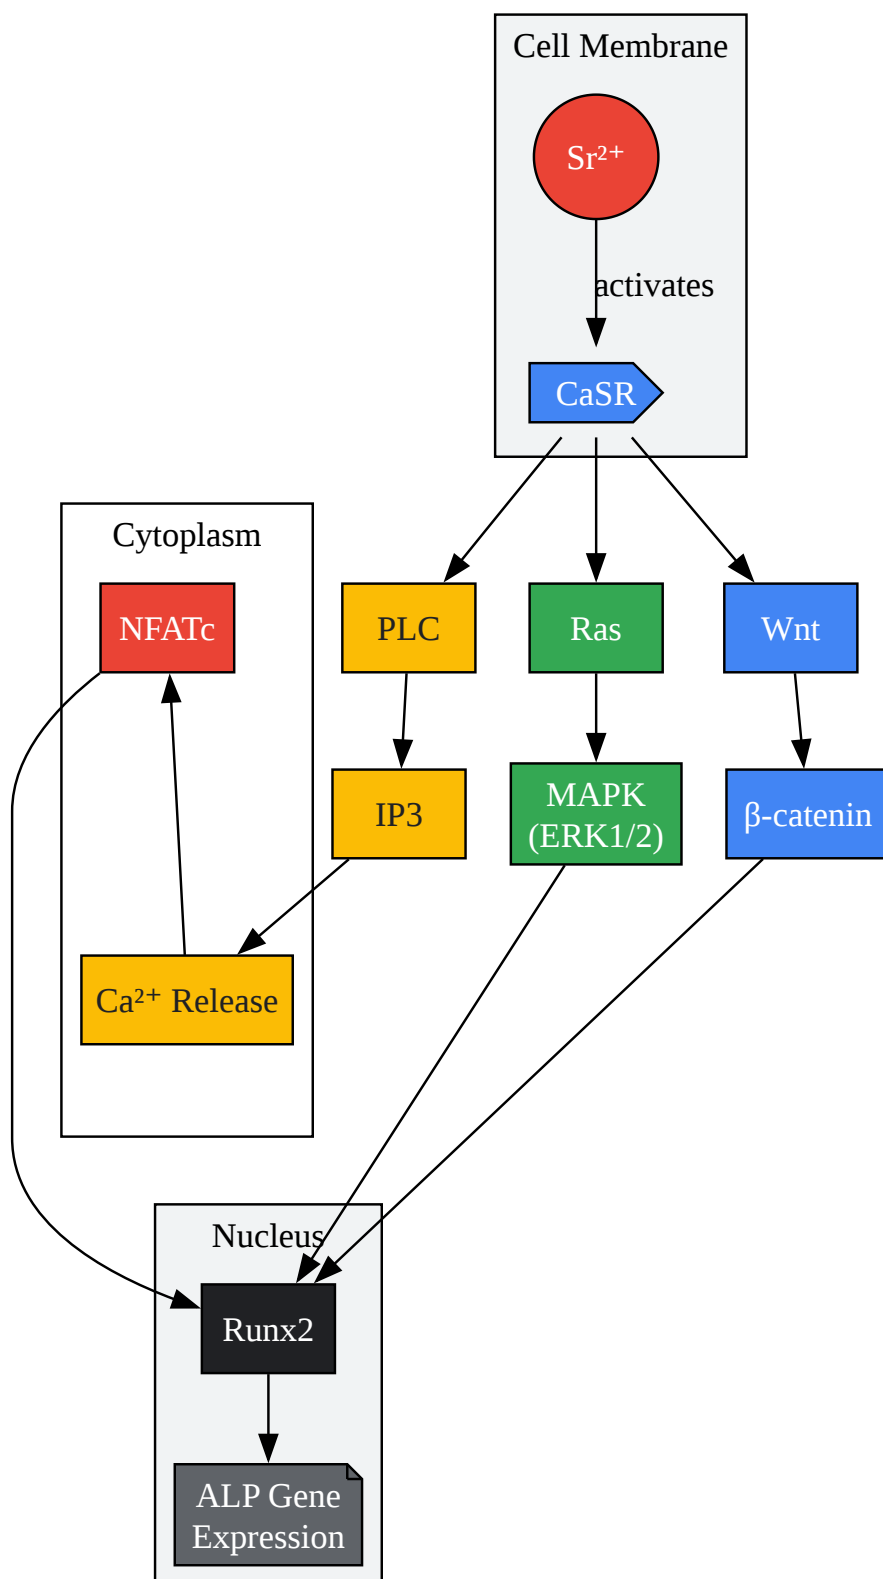 Cell Membrane
Sr²⁺
activates
CaSR
Cytoplasm
NFATc
PLC
Ras
Wnt
IP3
MAPK
(ERK1/2)
β-catenin
Ca²⁺ Release
Nucleus
Runx2
ALP Gene
Expression